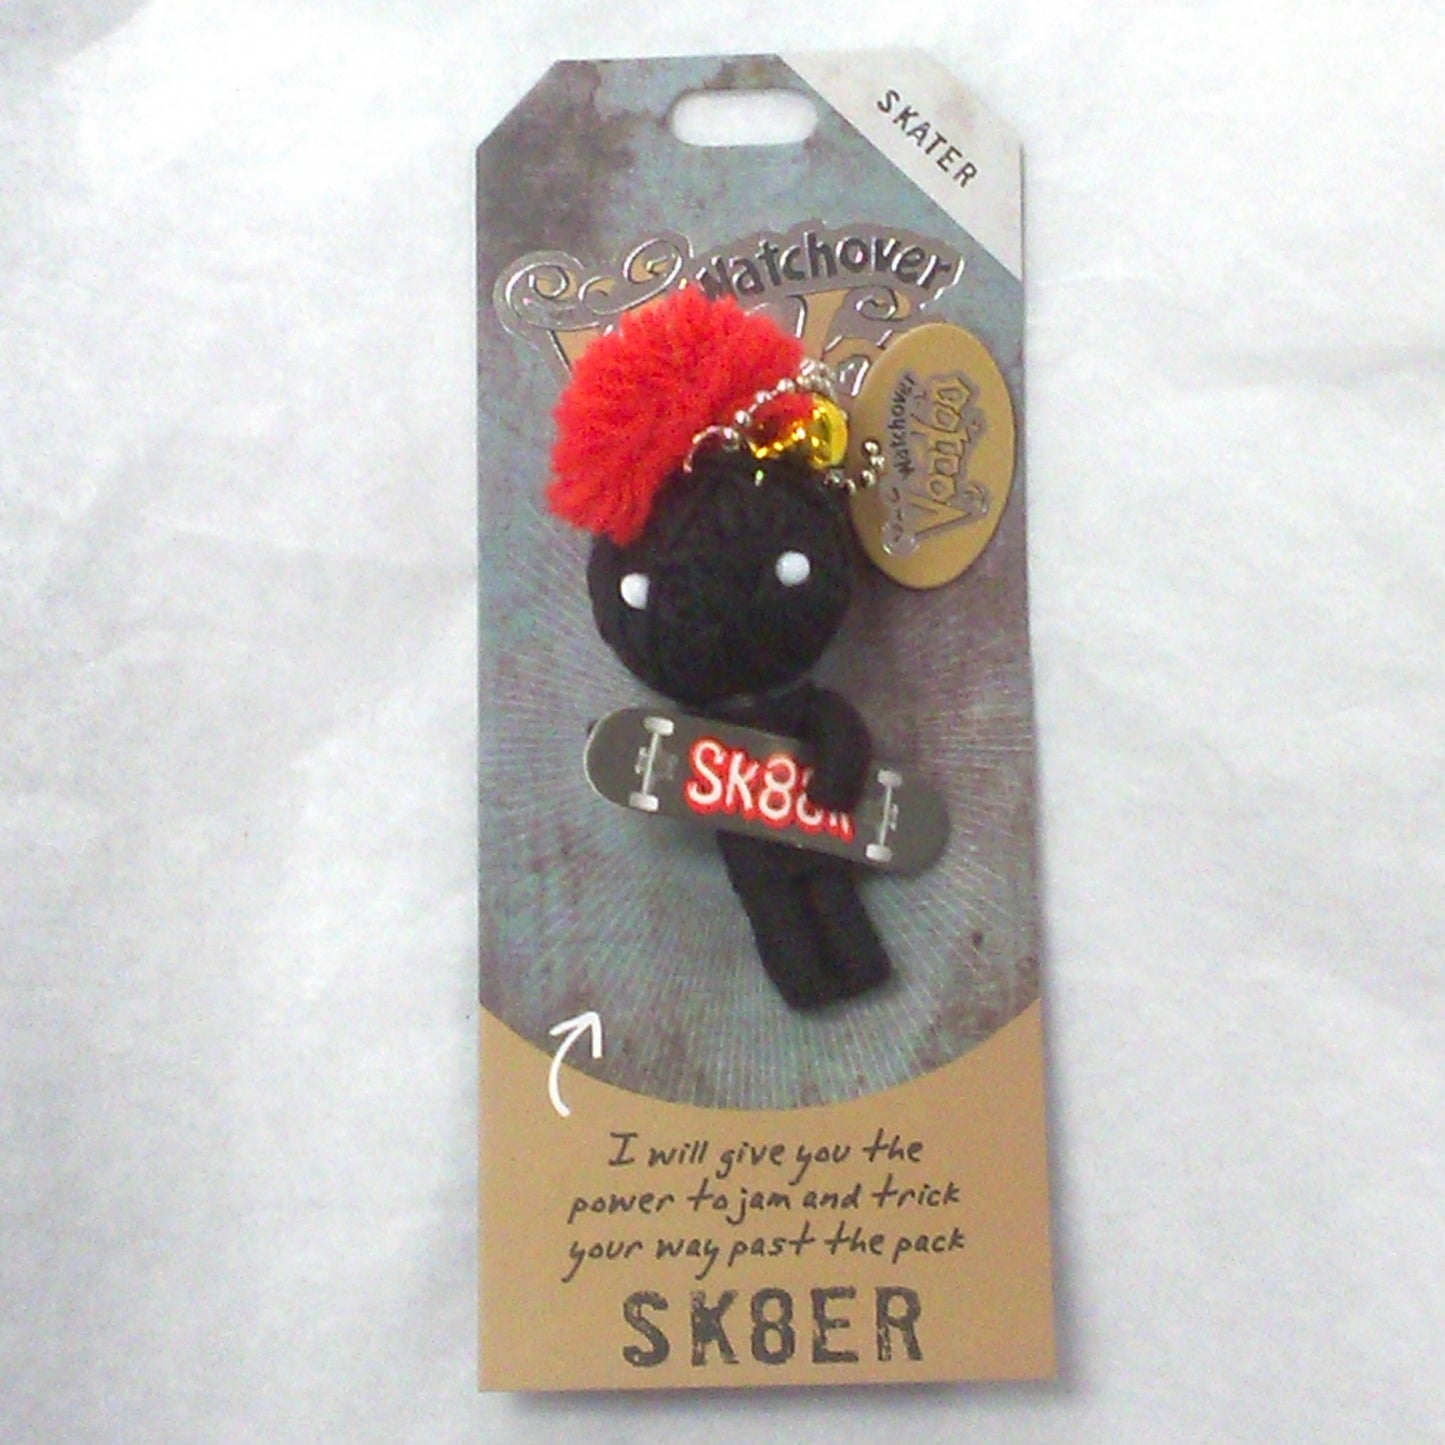 SKATER
Watchover
Watchover
Voodoo
I will give you the
power to jam and trick
your way past the pack
SK8ER